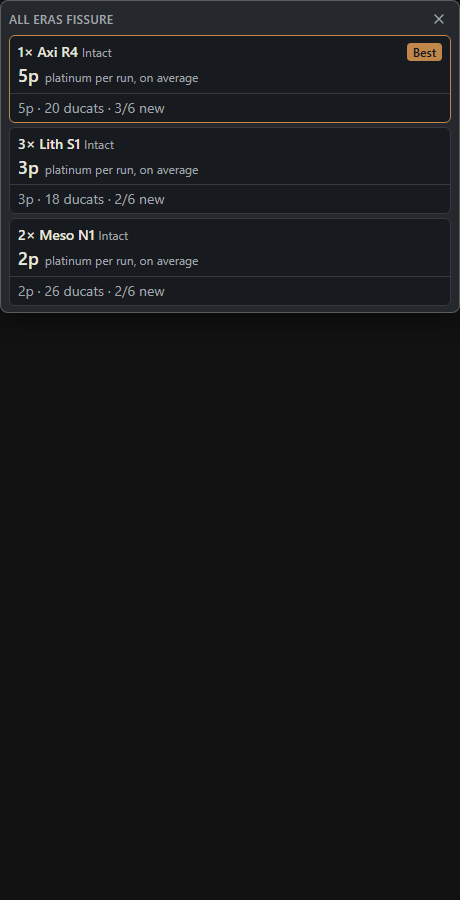 ALL ERAS FISSURE ×
1× Axi R4 Intact Best
5p platinum per run, on average
5p · 20 ducats · 3/6 new
3× Lith S1 Intact
3p platinum per run, on average
3p · 18 ducats · 2/6 new
2× Meso N1 Intact
2p platinum per run, on average
2p · 26 ducats · 2/6 new